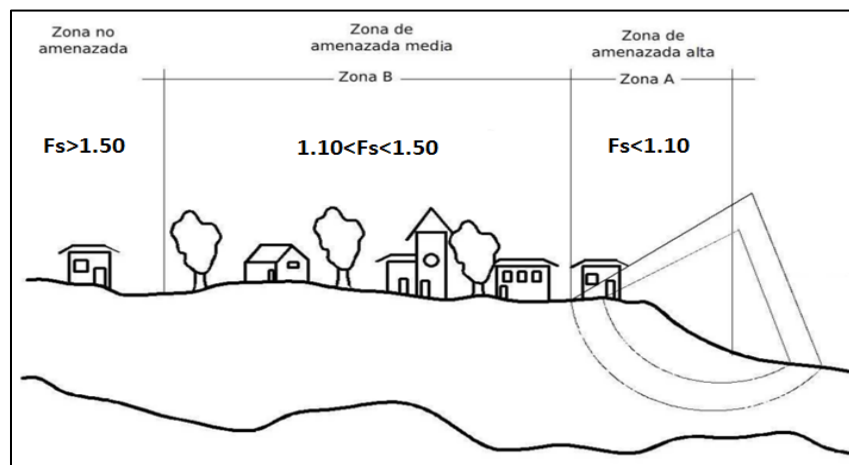 Zona no
amenazada
Zona de
amenazada media
Zona de
amenazada alta
Zona B
Zona A
Fs>1.50
1.10<Fs<1.50
Fs<1.10